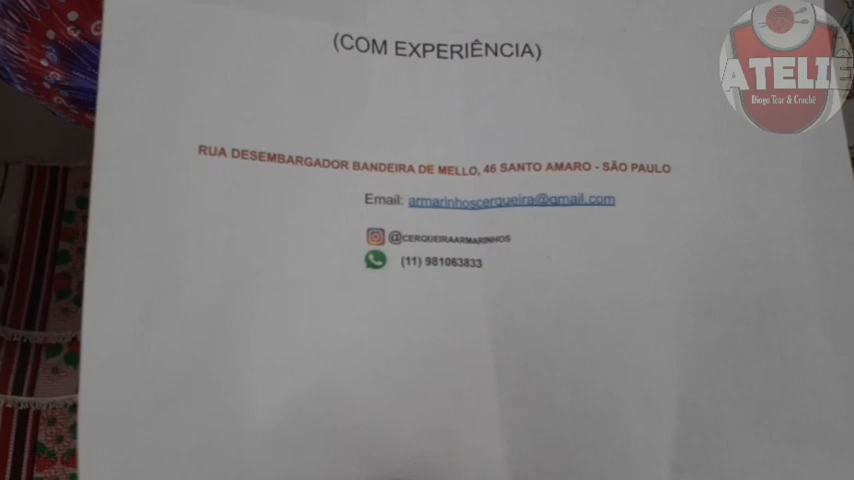 (COM EXPERIÊNCIA)
RUA DESEMBARGADOR BANDEIRA DE MELLO, 46 SANTO AMARO - SÃO PAULO
Email: armarinhoscerqueira@gmail.com
@CERQUEIRAARMARINHOS
(11) 981063833
ATELIÊ
Diogo Tear & Crochê